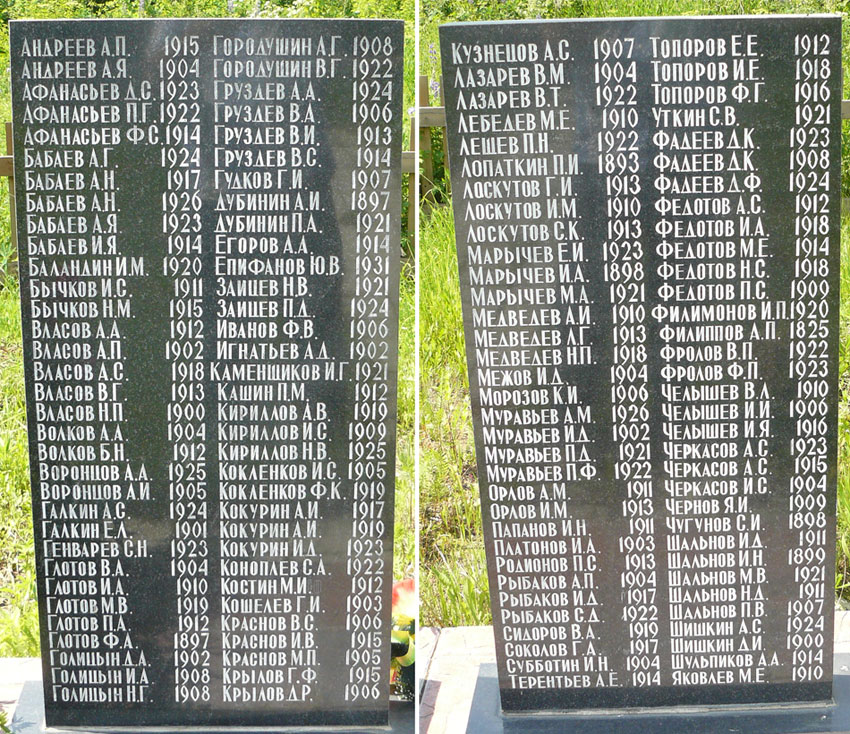 АНДРЕЕВ А.П. 1915
АНДРЕЕВ А.Я. 1904
АФАНАСЬЕВ Д.С. 1923
АФАНАСЬЕВ П.Г. 1922
АФАНАСЬЕВ Ф.С. 1914
БАБАЕВ А.Г. 1924
БАБАЕВ А.Н. 1917
БАБАЕВ А.Н. 1926
БАБАЕВ А.Я. 1923
БАБАЕВ И.Я. 1914
БАЛАНДИН И.М. 1920
БЫЧКОВ И.С. 1911
БЫЧКОВ Н.М. 1915
ВЛАСОВ А.А. 1912
ВЛАСОВ А.П. 1902
ВЛАСОВ А.С. 1918
ВЛАСОВ В.Г. 1913
ВЛАСОВ Н.П. 1900
ВОЛКОВ А.А. 1904
ВОЛКОВ Б.Н. 1912
ВОРОНЦОВ А.А. 1925
ВОРОНЦОВ А.И. 1905
ГАЛКИН А.С. 1924
ГАЛКИН Е.Л. 1901
ГЕНВАРЕВ С.Н. 1923
ГЛОТОВ В.А. 1904
ГЛОТОВ И.А. 1910
ГЛОТОВ М.В. 1919
ГЛОТОВ П.А. 1912
ГЛОТОВ Ф.А. 1897
ГОЛИЦЫН Д.А. 1902
ГОЛИЦЫН И.А. 1908
ГОЛИЦЫН Н.Г. 1908
ГОРОДУШИН А.Г. 1908
ГОРОДУШИН В.Г. 1922
ГРУЗДЕВ А.А. 1924
ГРУЗДЕВ В.А. 1906
ГРУЗДЕВ В.И. 1913
ГРУЗДЕВ В.С. 1914
ГУДКОВ Г.И. 1907
ДУБИНИН А.И. 1897
ДУБИНИН П.А. 1921
ЕГОРОВ А.А. 1914
ЕПИФАНОВ Ю.В. 1931
ЗАЙЦЕВ Н.В. 1921
ЗАЙЦЕВ П.Д. 1924
ИВАНОВ Ф.В. 1906
ИГНАТЬЕВ А.Д. 1902
КАМЕНЩИКОВ И.Г. 1921
КАШИН П.М. 1912
КИРИЛЛОВ А.В. 1919
КИРИЛЛОВ И.С. 1909
КИРИЛЛОВ Н.В. 1925
КОКЛЕНКОВ И.С. 1905
КОКЛЕНКОВ Ф.К. 1919
КОКУРИН А.И. 1917
КОКУРИН А.И. 1919
КОКУРИН И.Д. 1923
КОНОПЛЕВ С.А. 1922
КОСТИН М.И. 1912
КОШЕЛЕВ Г.И. 1903
КРАСНОВ В.С. 1906
КРАСНОВ И.В. 1915
КРАСНОВ М.П. 1905
КРЫЛОВ Г.Ф. 1915
КРЫЛОВ Д.Р. 1906
КУЗНЕЦОВ А.С. 1907
ЛАЗАРЕВ В.М. 1904
ЛАЗАРЕВ В.Т. 1922
ЛЕБЕДЕВ М.Е. 1910
ЛЕШЕВ П.Н. 1922
ЛОПАТКИН П.И. 1893
ЛОСКУТОВ Г.И. 1913
ЛОСКУТОВ И.М. 1910
ЛОСКУТОВ С.К. 1913
МАРЫЧЕВ Е.И. 1923
МАРЫЧЕВ И.А. 1898
МАРЫЧЕВ М.А. 1921
МЕДВЕДЕВ А.И. 1910
МЕДВЕДЕВ Л.Г. 1913
МЕДВЕДЕВ Н.П. 1918
МЕЖОВ И.Д. 1904
МОРОЗОВ К.И. 1906
МУРАВЬЕВ А.М. 1926
МУРАВЬЕВ И.Д. 1902
МУРАВЬЕВ П.Д. 1921
МУРАВЬЕВ П.Ф. 1922
ОРЛОВ А.М. 1911
ОРЛОВ И.М. 1913
ПАПАНОВ И.Н. 1911
ПЛАТОНОВ И.А. 1903
РОДИОНОВ П.С. 1913
РЫБАКОВ А.П. 1904
РЫБАКОВ И.Д. 1917
РЫБАКОВ С.Д. 1922
СИДОРОВ В.А. 1919
СОКОЛОВ Г.А. 1917
СУББОТИН И.Н. 1904
ТЕРЕНТЬЕВ А.Е. 1914
ТОПОРОВ Е.Е. 1912
ТОПОРОВ И.Е. 1918
ТОПОРОВ Ф.Г. 1916
УТКИН С.В. 1921
ФАДЕЕВ Д.К. 1923
ФАДЕЕВ Д.К. 1908
ФАДЕЕВ Д.Ф. 1924
ФЕДОТОВ А.С. 1912
ФЕДОТОВ И.А. 1918
ФЕДОТОВ М.Е. 1914
ФЕДОТОВ Н.С. 1918
ФЕДОТОВ П.С. 1909
ФИЛИМОНОВ И.П. 1920
ФИЛИППОВ А.П. 1825
ФРОЛОВ В.П. 1922
ФРОЛОВ Ф.П. 1923
ЧЕЛЫШЕВ В.Л. 1910
ЧЕЛЫШЕВ И.И. 1906
ЧЕЛЫШЕВ И.Я. 1916
ЧЕРКАСОВ А.С. 1923
ЧЕРКАСОВ А.С. 1915
ЧЕРКАСОВ И.С. 1904
ЧЕРНОВ Я.И. 1909
ЧУГУНОВ С.И. 1898
ШАЛЬНОВ И.Д. 1911
ШАЛЬНОВ И.Н. 1899
ШАЛЬНОВ М.В. 1921
ШАЛЬНОВ Н.Д. 1911
ШАЛЬНОВ П.В. 1907
ШИШКИН А.С. 1924
ШИШКИН Д.И. 1900
ШУЛЬПИКОВ А.А. 1914
ЯКОВЛЕВ М.Е. 1910